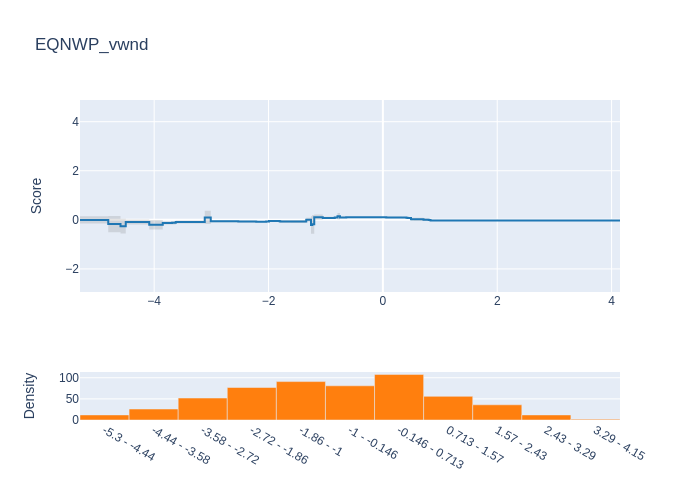 EQNWP_vwnd
Score
4
2
0
−2
−4
−2
0
2
4
Density
100
50
0
-5.3 - -4.44
-4.44 - -3.58
-3.58 - -2.72
-2.72 - -1.86
-1.86 - -1
-1 - -0.146
-0.146 - 0.713
0.713 - 1.57
1.57 - 2.43
2.43 - 3.29
3.29 - 4.15